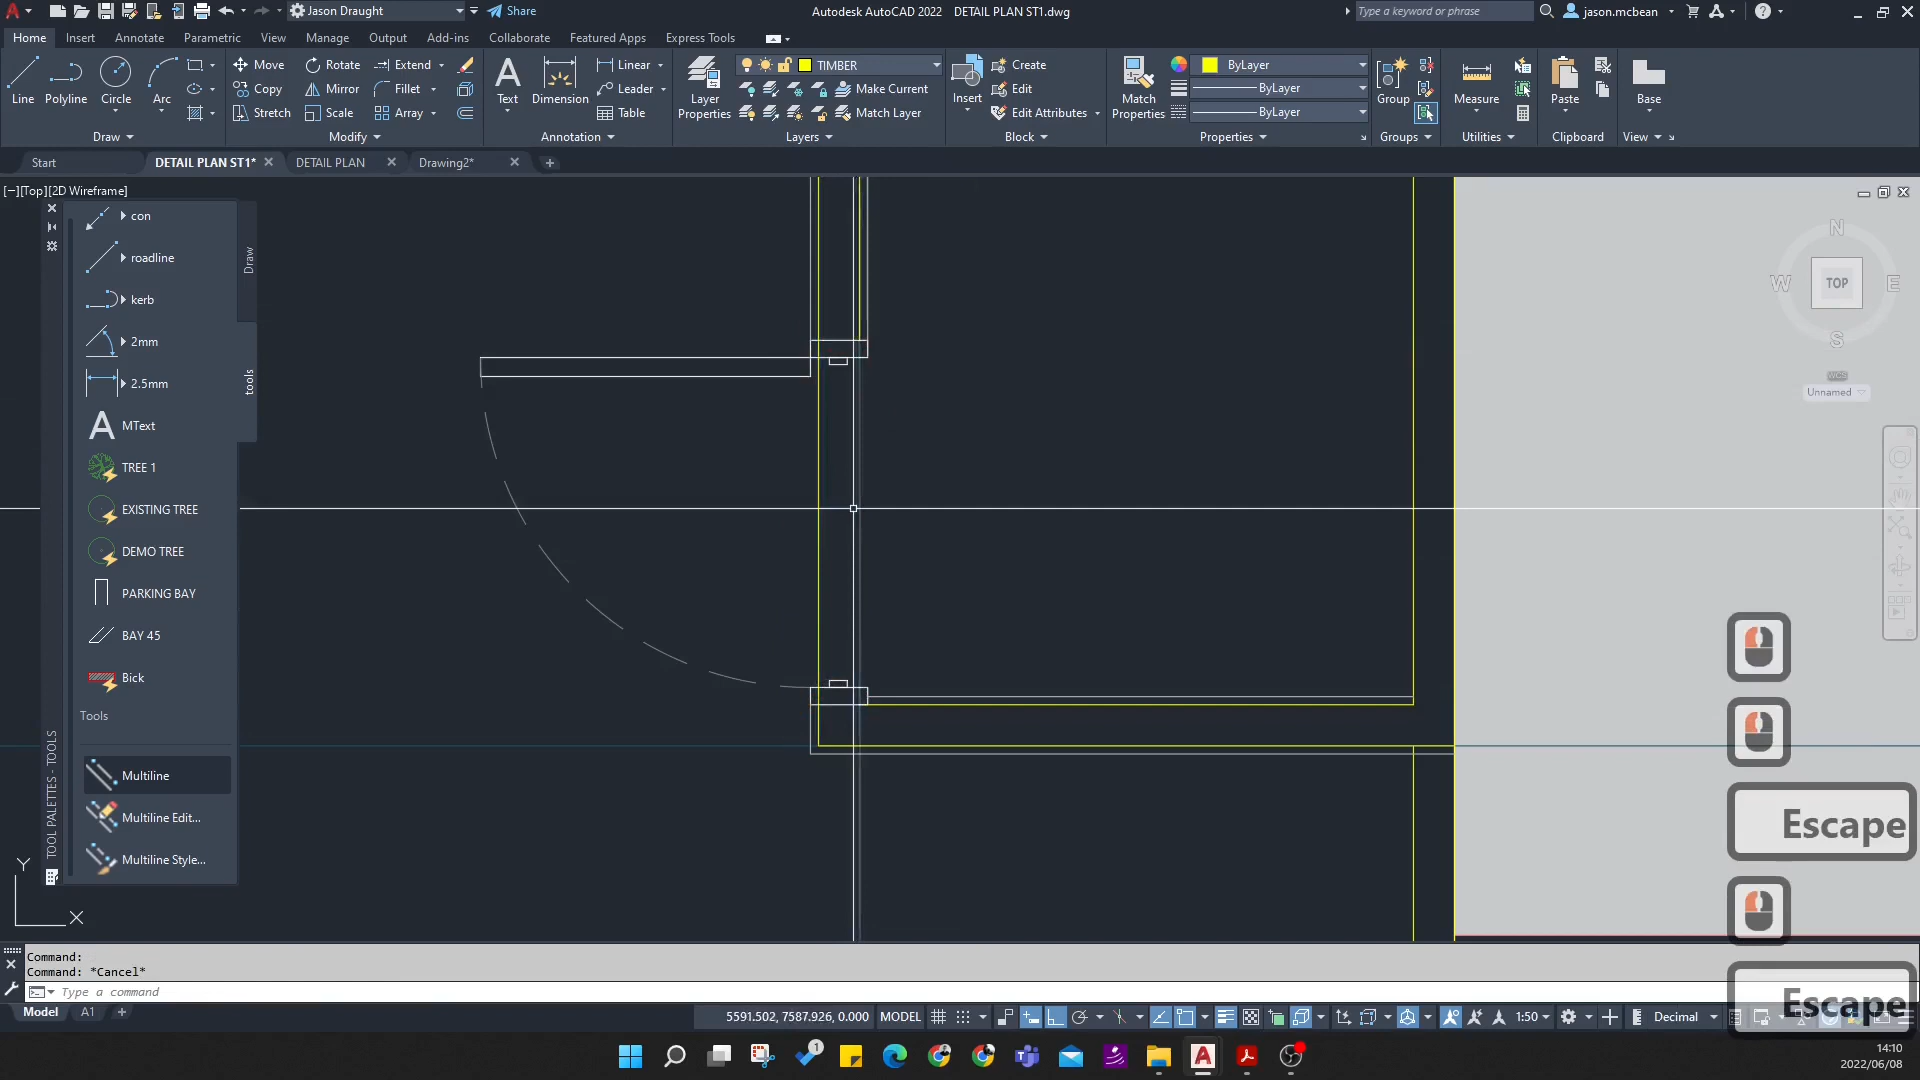 Jason Draught
Share
Autodesk AutoCAD 2022 DETAIL PLAN ST1.dwg
Type a keyword or phrase
jason.mcbean
Home Insert Annotate Parametric View Manage Output Add-ins Collaborate Featured Apps Express Tools
Line
Polyline
Circle
Arc
Draw
Move Rotate Extend
Copy Mirror Fillet
Stretch Scale Array
Modify
Text
Dimension
Linear
Leader
Table
Annotation
Layer
Properties
TIMBER
Make Current
Match Layer
Layers
Insert
Create
Edit
Edit Attributes
Block
Match
Properties
ByLayer
ByLayer
ByLayer
Properties
Group
Groups
Measure
Utilities
Paste
Clipboard
Base
View
Start DETAIL PLAN ST1* DETAIL PLAN Drawing2*
[−][Top][2D Wireframe]
con
roadline
kerb
2mm
2.5mm
MText
TREE 1
EXISTING TREE
DEMO TREE
PARKING BAY
BAY 45
Bick
Tools
Multiline
Multiline Edit...
Multiline Style...
Draw
tools
TOOL PALETTES - TOOLS
N
W TOP E
S
WCS
Unnamed
Escape
Escape
Y
X
Command:
Command: *Cancel*
Type a command
Model A1
5591.502, 7587.926, 0.000 MODEL 1:50 Decimal
1
14:10
2022/06/08